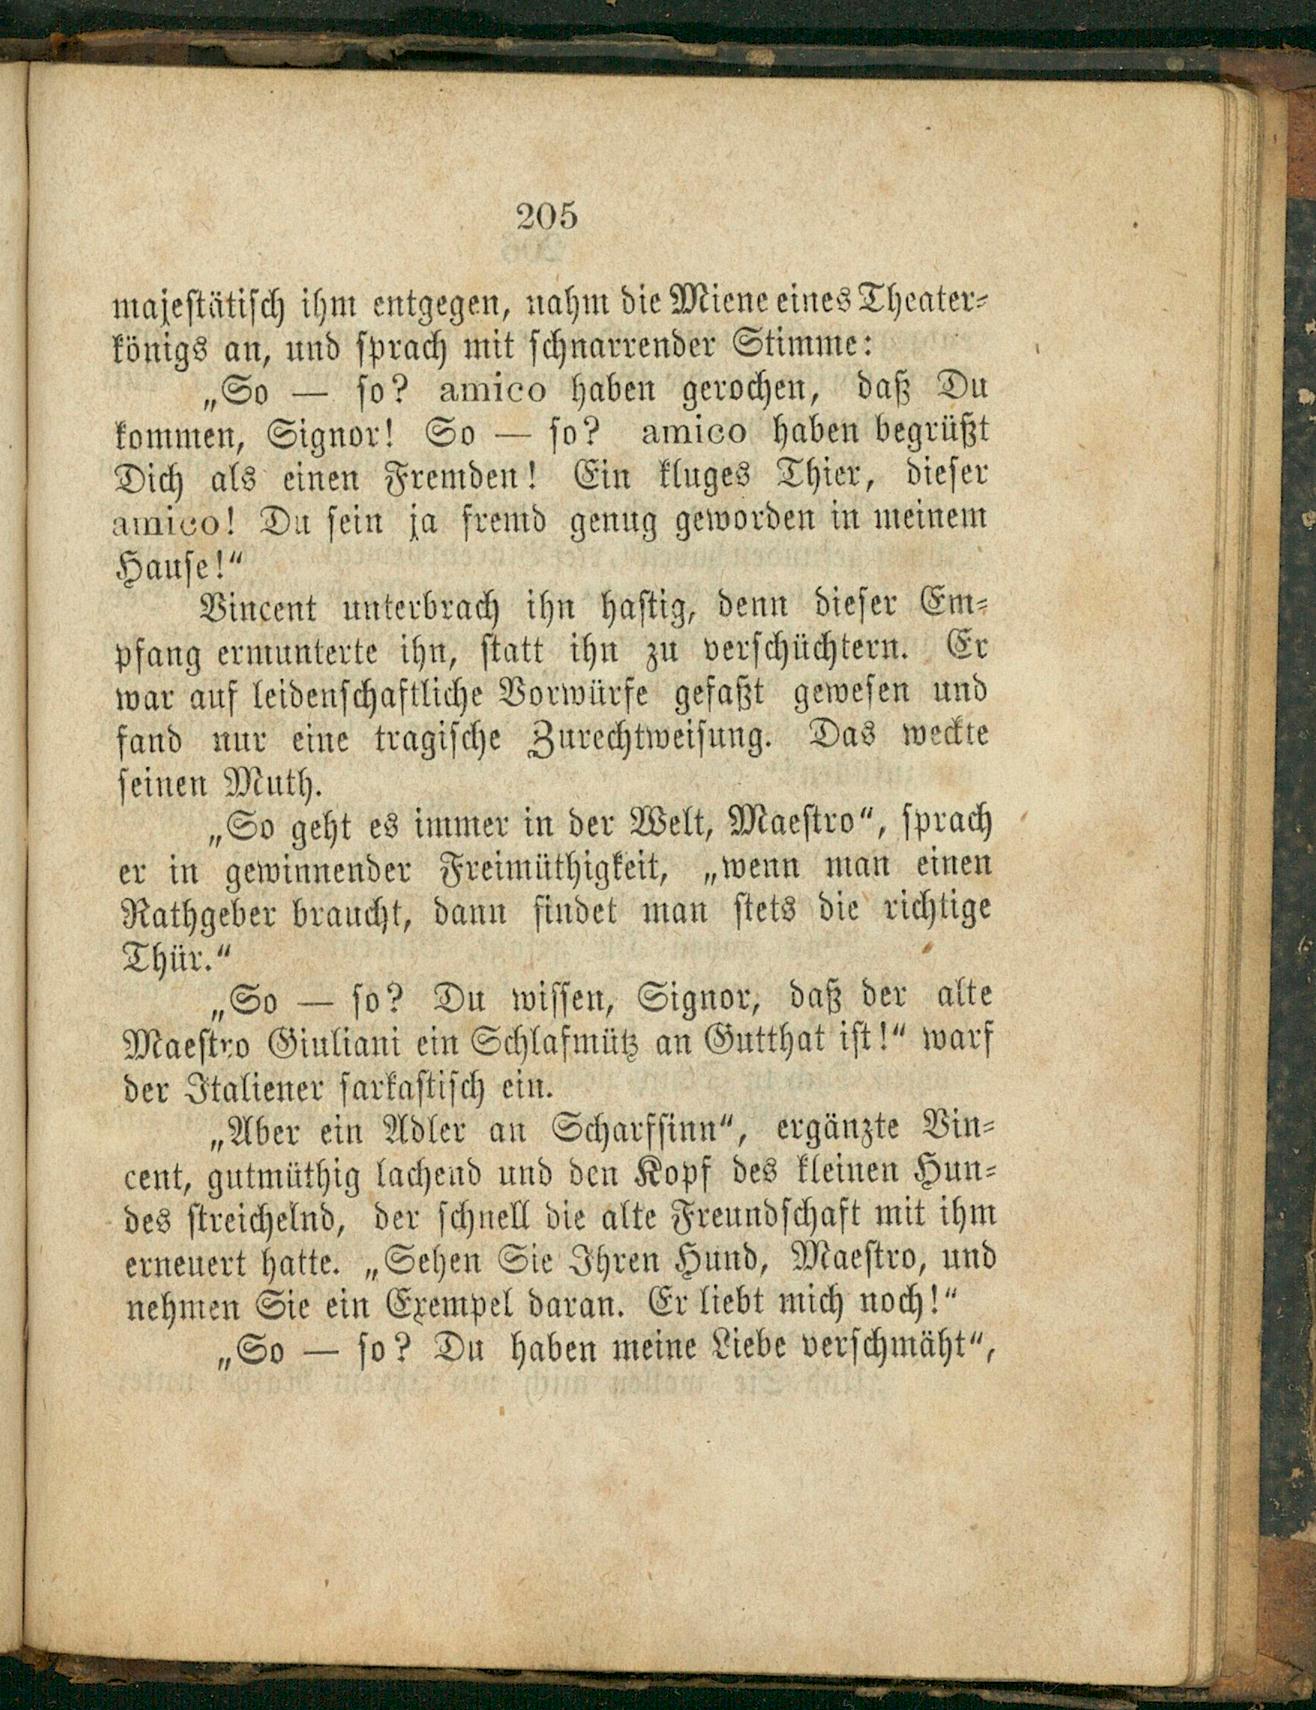 205
majestätisch ihm entgegen, nahm die Miene eines Theater-
königs an, und sprach mit schnarrender Stimme:
„So — so? amico haben gerochen, daß Du
kommen, Signor! So — so? amico haben begrüßt
Dich als einen Fremden! Ein kluges Thier, dieser
amico! Du sein ja fremd genug geworden in meinem
Hause!“
Vincent unterbrach ihn hastig, denn dieser Em-
pfang ermunterte ihn, statt ihn zu verschüchtern. Er
war auf leidenschaftliche Vorwürfe gefaßt gewesen und
fand nur eine tragische Zurechtweisung. Das weckte
seinen Muth.
„So geht es immer in der Welt, Maestro“, sprach
er in gewinnender Freimüthigkeit, „wenn man einen
Rathgeber braucht, dann findet man stets die richtige
Thür.“
„So — so? Du wissen, Signor, daß der alte
Maestro Giuliani ein Schlafmütz an Gutthat ist!“ warf
der Italiener sarkastisch ein.
„Aber ein Adler an Scharfsinn“, ergänzte Vin-
cent, gutmüthig lachend und den Kopf des kleinen Hun-
des streichelnd, der schnell die alte Freundschaft mit ihm
erneuert hatte. „Sehen Sie Ihren Hund, Maestro, und
nehmen Sie ein Exempel daran. Er liebt mich noch!“
„So — so? Du haben meine Liebe verschmäht“,